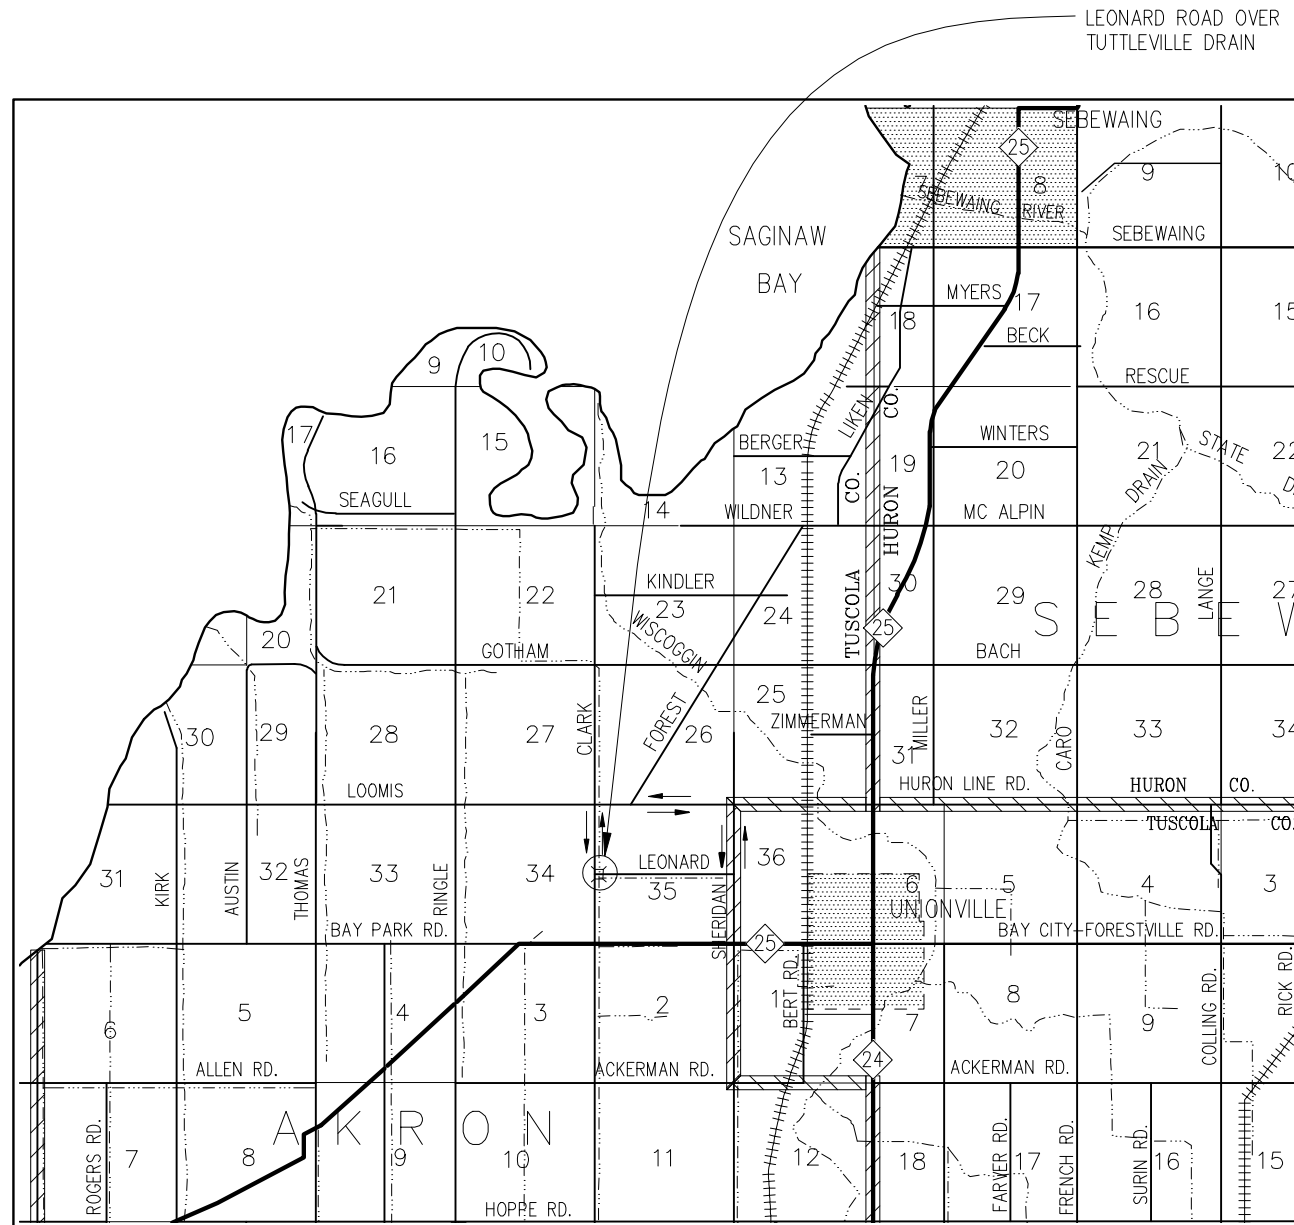 LEONARD ROAD OVER
TUTTLEVILLE DRAIN
SEBEWAING
25
9
10
7
8
SEBEWAING RIVER
SEBEWAING
SAGINAW
BAY
MYERS
17
16
15
18
BECK
10
9
RESCUE
LIKEN
CO.
17
16
15
BERGER
WINTERS
21
STATE
22
13
19
20
DRAIN
SEAGULL
14
WILDNER
CO.
HURON
MC ALPIN
KEMP
21
22
KINDLER
23
24
TUSCOLA
30
29
28
LANGE
27
WISCOGGIN
25
S E B E W
20
GOTHAM
BACH
30
29
28
27
CLARK
FOREST
26
25
ZIMMERMAN
MILLER
31
32
CARO
33
34
LOOMIS
HURON LINE RD.
HURON CO.
TUSCOLA CO.
31
KIRK
AUSTIN
32
THOMAS
33
RINGLE
34
LEONARD
35
SHERIDAN
36
6
5
4
3
UNIONVILLE
BAY PARK RD.
25
BAY CITY-FORESTVILLE RD.
6
5
4
3
2
1
BERT RD.
7
8
9
COLLING RD.
RICK RD.
ALLEN RD.
ACKERMAN RD.
24
ACKERMAN RD.
A K R O N
ROGERS RD.
7
8
9
10
11
12
18
FARVER RD.
17
FRENCH RD.
SURIN RD.
16
15
HOPPE RD.